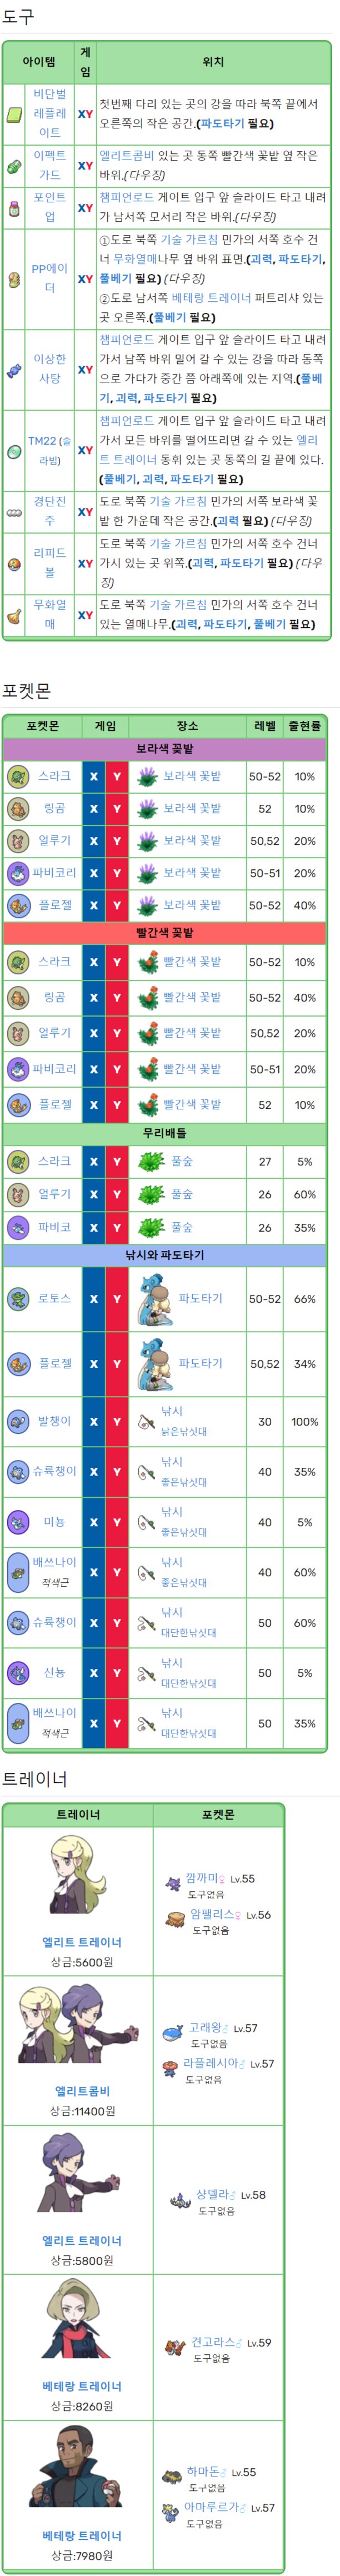 도구
아이템 게임 위치
비단벌레플레이트 XY 첫번째 다리 있는 곳의 강을 따라 북쪽 끝에서
오른쪽의 작은 공간.(파도타기 필요)
이펙트가드 XY 엘리트콤비 있는 곳 동쪽 빨간색 꽃밭 옆 작은
바위.(다우징)
포인트업 XY 챔피언로드 게이트 입구 앞 슬라이드 타고 내려
가 남서쪽 모서리 작은 바위.(다우징)
PP에이더 XY ①도로 북쪽 기술 가르침 민가의 서쪽 호수 건
너 무화열매나무 옆 바위 표면.(괴력, 파도타기,
풀베기 필요) (다우징)
②도로 남서쪽 베테랑 트레이너 퍼트리샤 있는
곳 오른쪽.(풀베기 필요)
이상한사탕 XY 챔피언로드 게이트 입구 앞 슬라이드 타고 내려
가서 남쪽 바위 밀어 갈 수 있는 강을 따라 동쪽
으로 가다가 중간 쯤 아래쪽에 있는 지역.(풀베
기, 괴력, 파도타기 필요)
TM22 (솔라빔) XY 챔피언로드 게이트 입구 앞 슬라이드 타고 내려
가서 모든 바위를 떨어뜨리면 갈 수 있는 엘리
트 트레이너 동휘 있는 곳 동쪽의 길 끝에 있다.
(풀베기, 괴력, 파도타기 필요)
경단진주 XY 도로 북쪽 기술 가르침 민가의 서쪽 보라색 꽃
밭 한 가운데 작은 공간.(괴력 필요) (다우징)
리피드볼 XY 도로 북쪽 기술 가르침 민가의 서쪽 호수 건너
가시 있는 곳 위쪽.(괴력, 파도타기 필요) (다우
징)
무화열매 XY 도로 북쪽 기술 가르침 민가의 서쪽 호수 건너
있는 열매나무.(괴력, 파도타기, 풀베기 필요)
포켓몬
포켓몬 게임 장소 레벨 출현률
보라색 꽃밭
스라크 X Y 보라색 꽃밭 50-52 10%
링곰 X Y 보라색 꽃밭 52 10%
얼루기 X Y 보라색 꽃밭 50,52 20%
파비코리 X Y 보라색 꽃밭 50-51 20%
플로젤 X Y 보라색 꽃밭 50-52 40%
빨간색 꽃밭
스라크 X Y 빨간색 꽃밭 50-52 10%
링곰 X Y 빨간색 꽃밭 50-52 40%
얼루기 X Y 빨간색 꽃밭 50,52 20%
파비코리 X Y 빨간색 꽃밭 50-51 20%
플로젤 X Y 빨간색 꽃밭 52 10%
무리배틀
스라크 X Y 풀숲 27 5%
얼루기 X Y 풀숲 26 60%
파비코 X Y 풀숲 26 35%
낚시와 파도타기
로토스 X Y 파도타기 50-52 66%
플로젤 X Y 파도타기 50,52 34%
발챙이 X Y 낚시 낡은낚싯대 30 100%
슈륙챙이 X Y 낚시 좋은낚싯대 40 35%
미뇽 X Y 낚시 좋은낚싯대 40 5%
배쓰나이 적색근 X Y 낚시 좋은낚싯대 40 60%
슈륙챙이 X Y 낚시 대단한낚싯대 50 60%
신뇽 X Y 낚시 대단한낚싯대 50 5%
배쓰나이 적색근 X Y 낚시 대단한낚싯대 50 35%
트레이너
트레이너 포켓몬
깜까미♀ Lv.55
도구없음
암팰리스♀ Lv.56
도구없음
엘리트 트레이너
상금:5600원
고래왕♂ Lv.57
도구없음
라플레시아♂ Lv.57
도구없음
엘리트콤비
상금:11400원
샹델라♂ Lv.58
도구없음
엘리트 트레이너
상금:5800원
견고라스♂ Lv.59
도구없음
베테랑 트레이너
상금:8260원
하마돈♂ Lv.55
도구없음
아마루르가♂ Lv.57
도구없음
베테랑 트레이너
상금:7980원